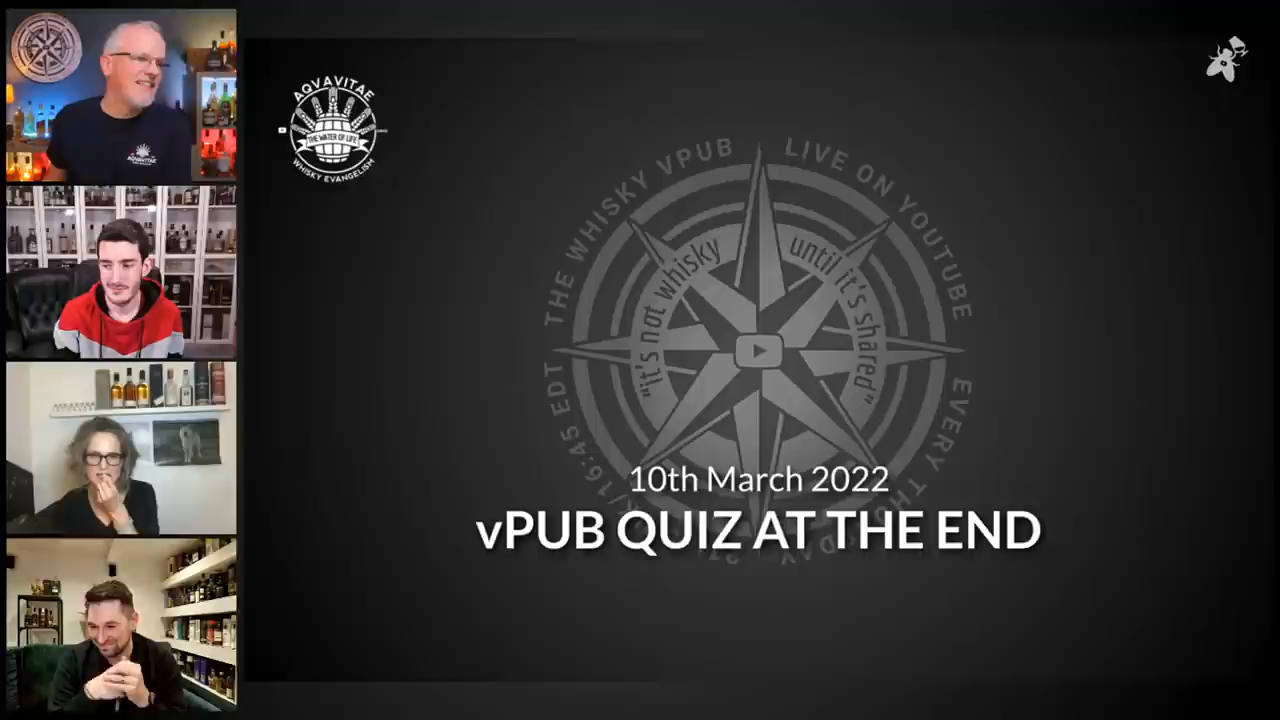 AQVAVITAE
THE WATER OF LIFE
WHISKY EVANGELISM
THE WHISKY VPUB
LIVE ON YOUTUBE
"it's not whisky
until it's shared"
16:45 EDT
EVERY
10th March 2022
vPUB QUIZ AT THE END
AQVAVITAE